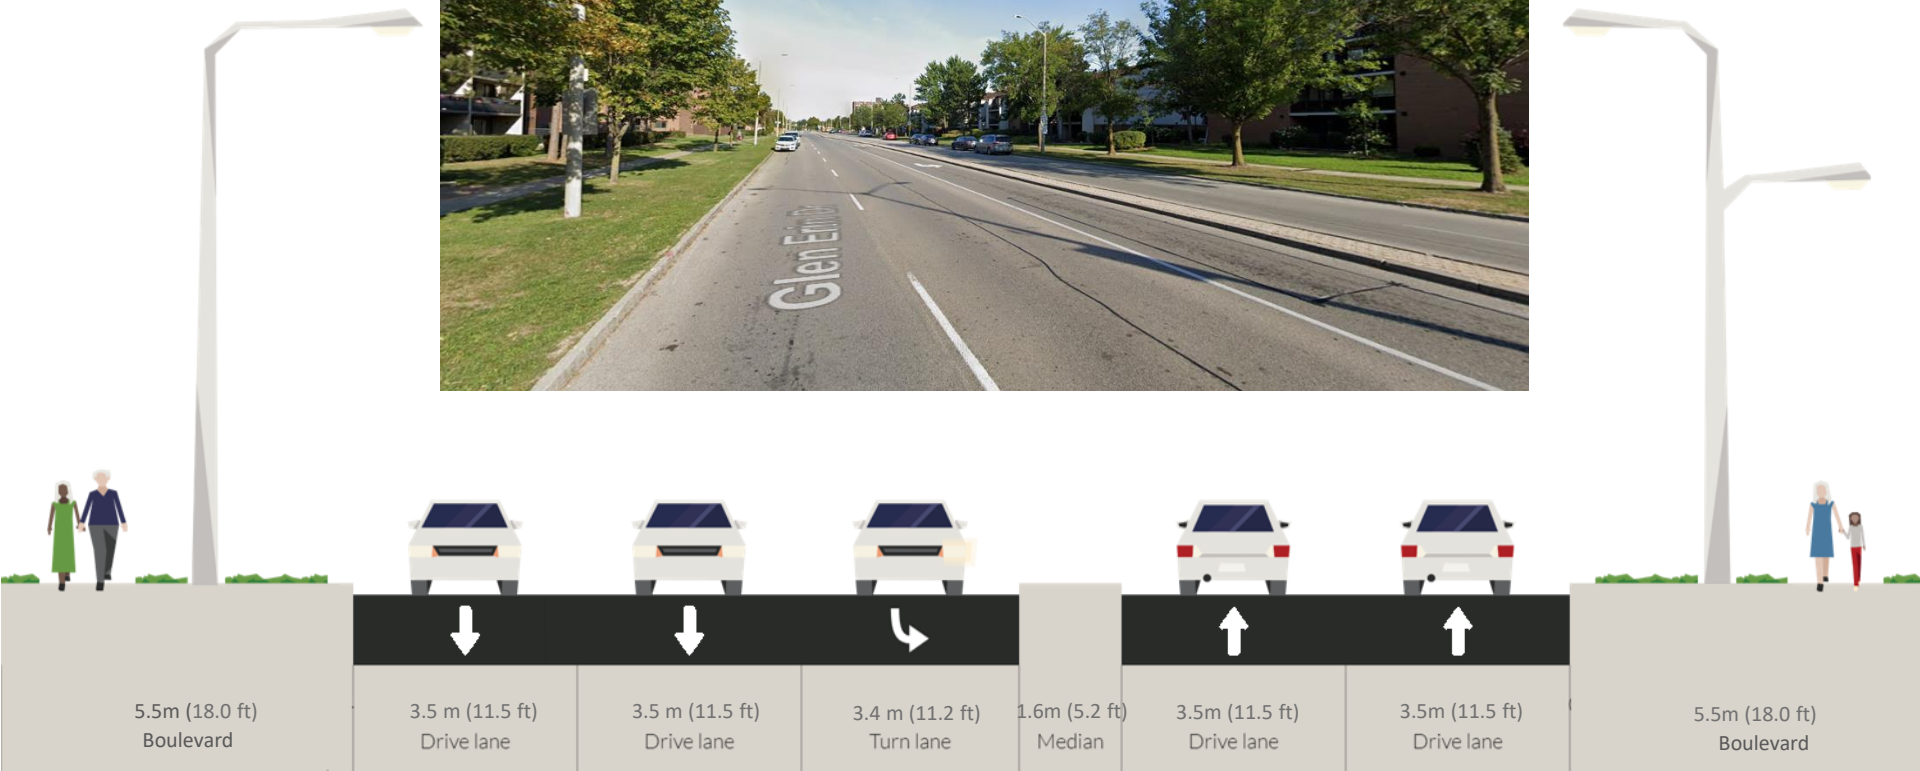 Glen Erin Dr
5.5m (18.0 ft)
Boulevard
3.5 m (11.5 ft)
Drive lane
3.5 m (11.5 ft)
Drive lane
3.4 m (11.2 ft)
Turn lane
1.6m (5.2 ft)
Median
3.5m (11.5 ft)
Drive lane
3.5m (11.5 ft)
Drive lane
5.5m (18.0 ft)
Boulevard